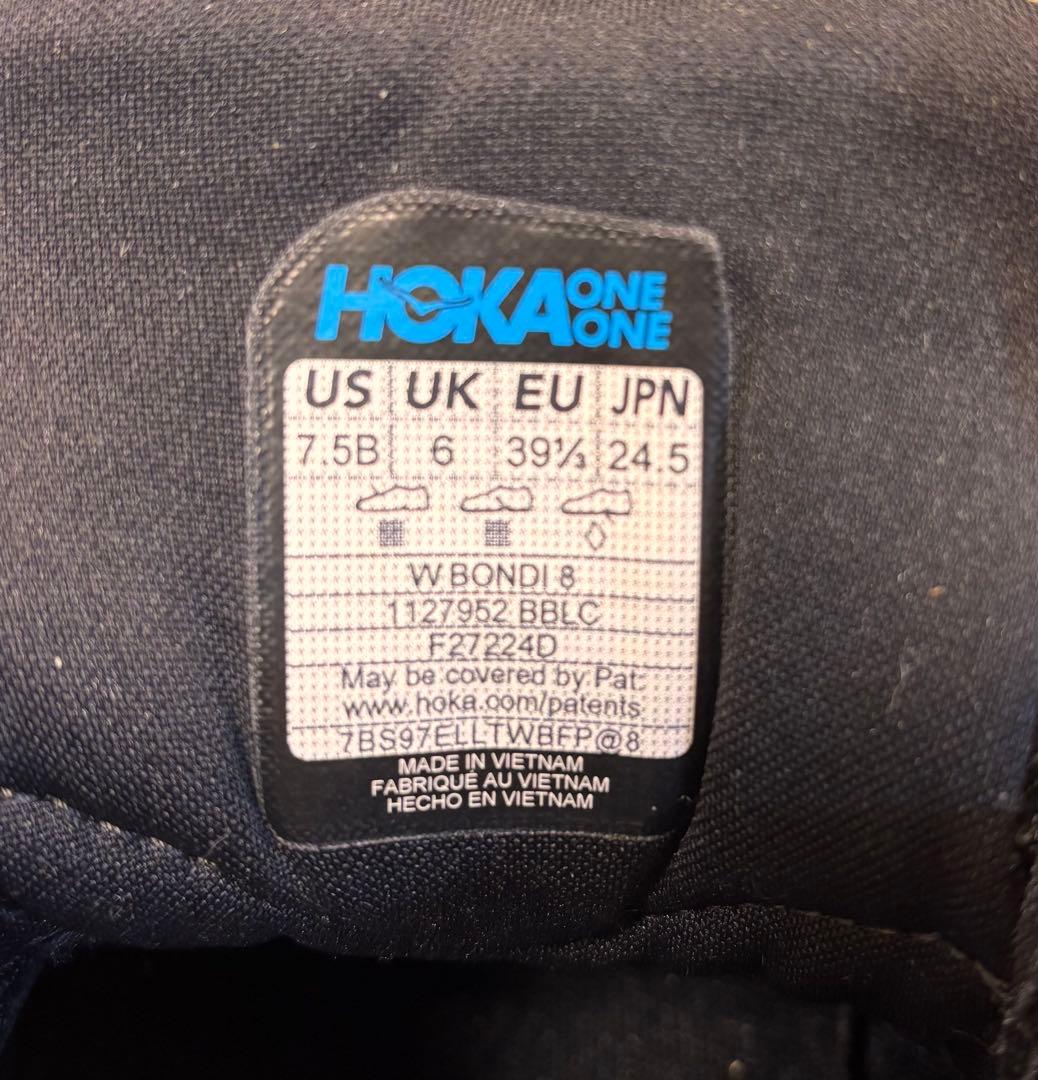 HOKA ONE ONE
US UK EU JPN
7.5B 6 39⅓ 24.5
W BONDI 8
1127952 BBLC
F27224D
May be covered by Pat:
www.hoka.com/patents
7BS97ELLTWBFP@8
MADE IN VIETNAM
FABRIQUÉ AU VIETNAM
HECHO EN VIETNAM